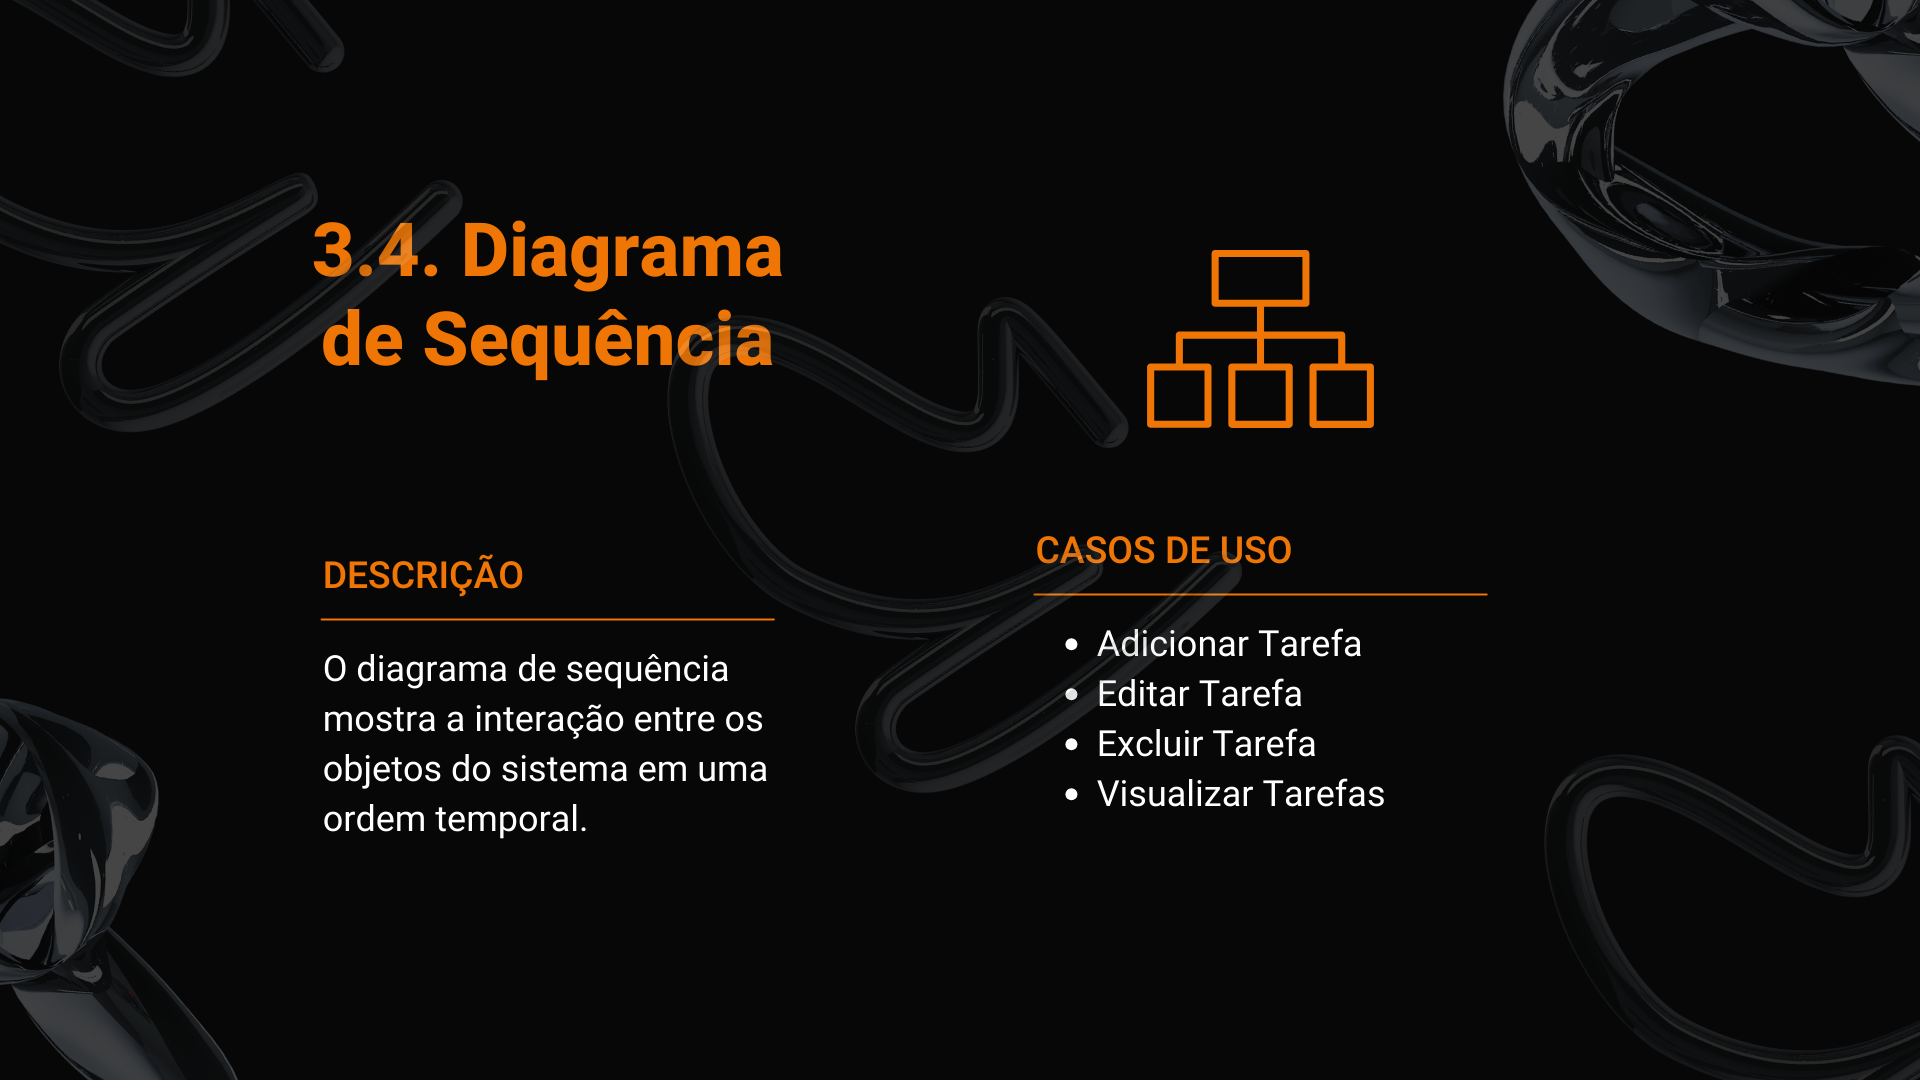 3.4. Diagrama
de Sequência
DESCRIÇÃO
O diagrama de sequência
mostra a interação entre os
objetos do sistema em uma
ordem temporal.
CASOS DE USO
• Adicionar Tarefa
• Editar Tarefa
• Excluir Tarefa
• Visualizar Tarefas